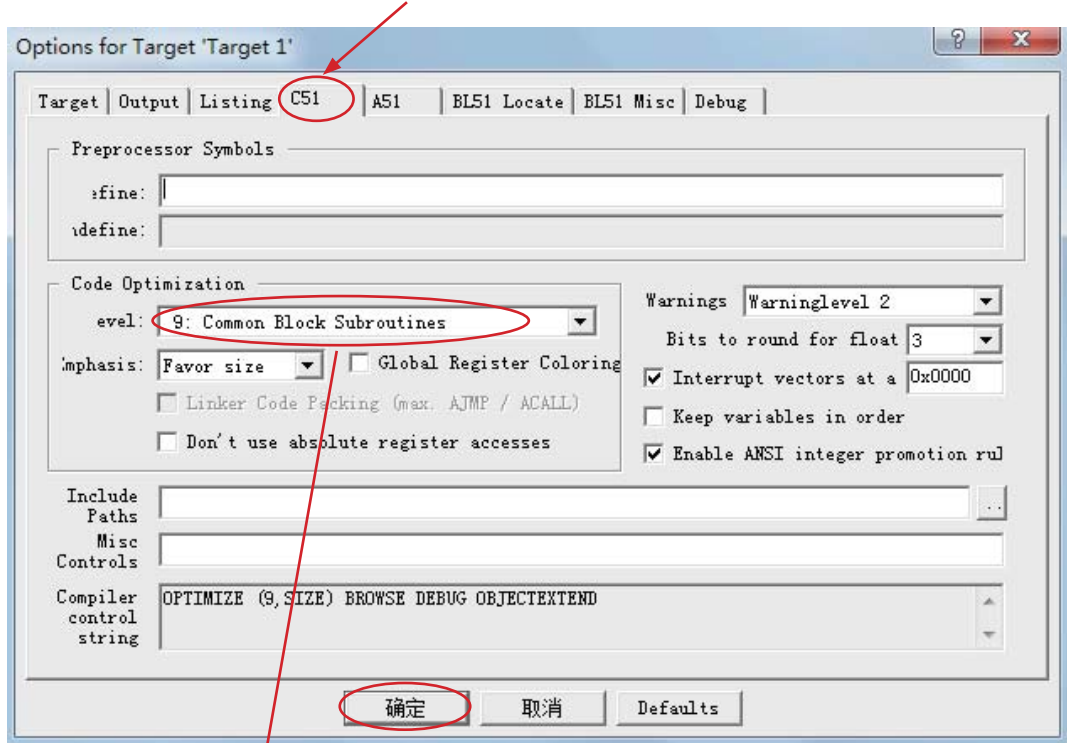 Options for Target 'Target 1'
Target Output Listing C51 A51 BL51 Locate BL51 Misc Debug
Preprocessor Symbols
efine:
define:
Code Optimization
evel: 9: Common Block Subroutines
mphasis: Favor size Global Register Coloring
Linker Code Packing (max. AJMP / ACALL)
Don't use absolute register accesses
Warnings Warninglevel 2
Bits to round for float 3
Interrupt vectors at a 0x0000
Keep variables in order
Enable ANSI integer promotion rul
Include
Paths
..
Misc
Controls
Compiler
control
string
OPTIMIZE (9,SIZE) BROWSE DEBUG OBJECTEXTEND
确定 取消 Defaults